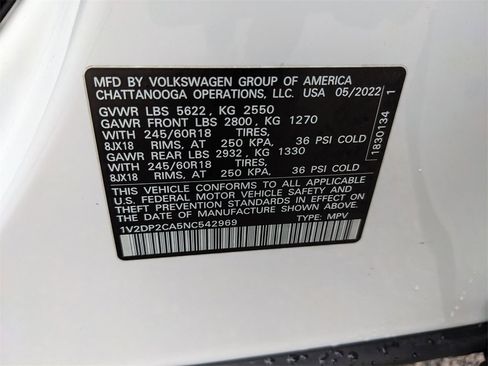 MFD BY VOLKSWAGEN GROUP OF AMERICA
CHATTANOOGA OPERATIONS, LLC. USA 05/2022
GVWR LBS 5622, KG 2550
GAWR FRONT LBS 2800, KG 1270
WITH 245/60R18 TIRES,
8JX18 RIMS, AT 250 KPA, 36 PSI COLD
GAWR REAR LBS 2932, KG 1330
WITH 245/60R18 TIRES,
8JX18 RIMS, AT 250 KPA, 36 PSI COLD
THIS VEHICLE CONFORMS TO ALL APPLICABLE
U.S. FEDERAL MOTOR VEHICLE SAFETY AND
THEFT PREVENTION STANDARDS IN EFFECT ON
THE DATE OF MANUFACTURE SHOWN ABOVE.
1V2DP2CA5NC542969 TYPE: MPV
1830134 1